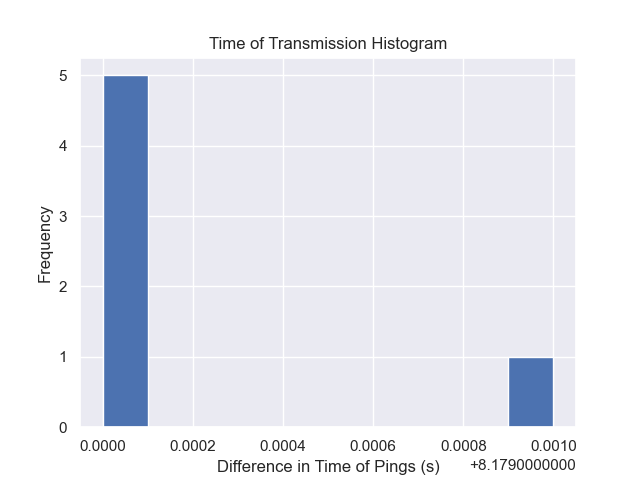 Time of Transmission Histogram
Frequency
5
4
3
2
1
0
0.0000 0.0002 0.0004 0.0006 0.0008 0.0010
Difference in Time of Pings (s)
+8.1790000000